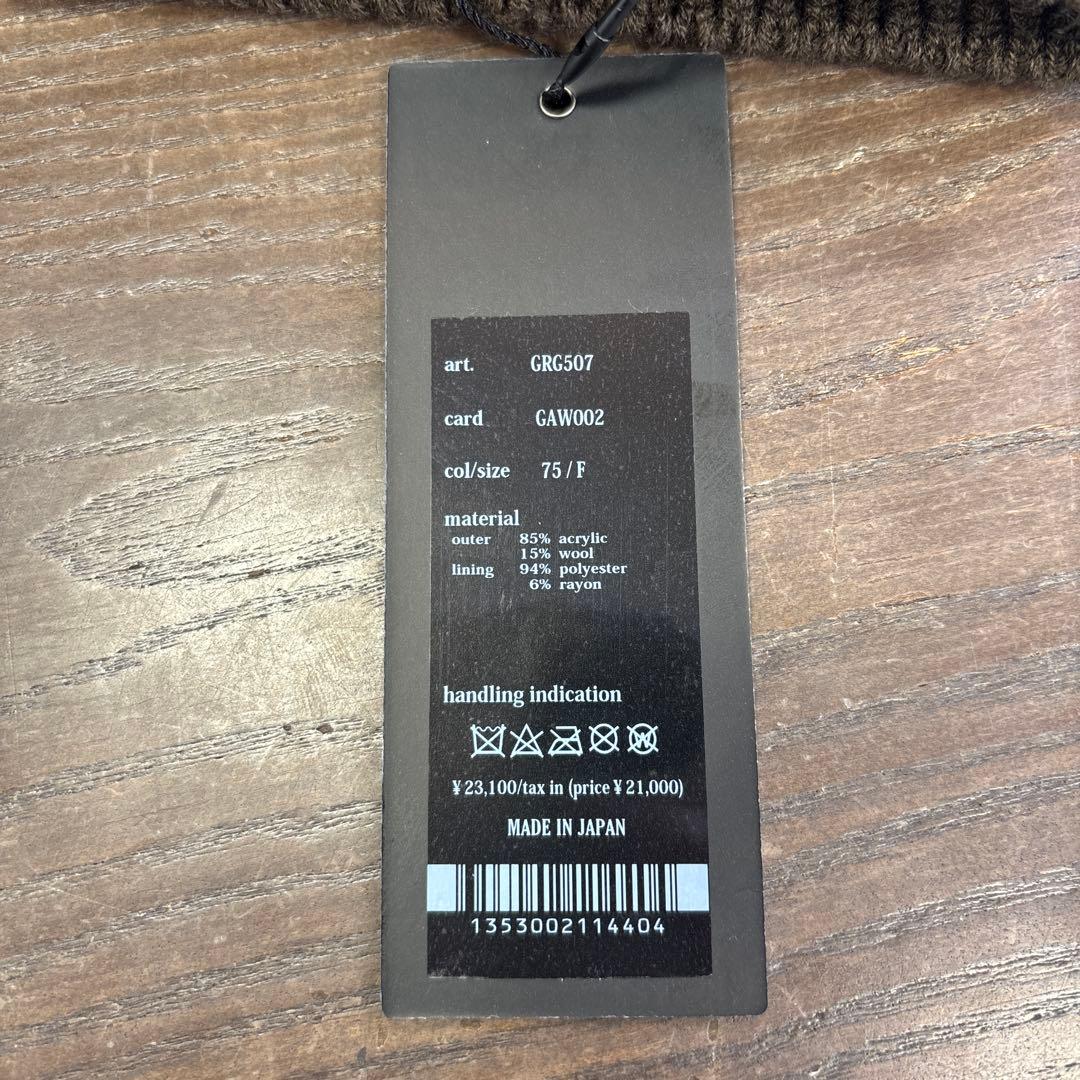 art. GRG507
card GAW002
col/size 75 / F
material
outer 85% acrylic
15% wool
lining 94% polyester
6% rayon
handling indication
W
¥23,100/tax in (price ¥21,000)
MADE IN JAPAN
1353002114404